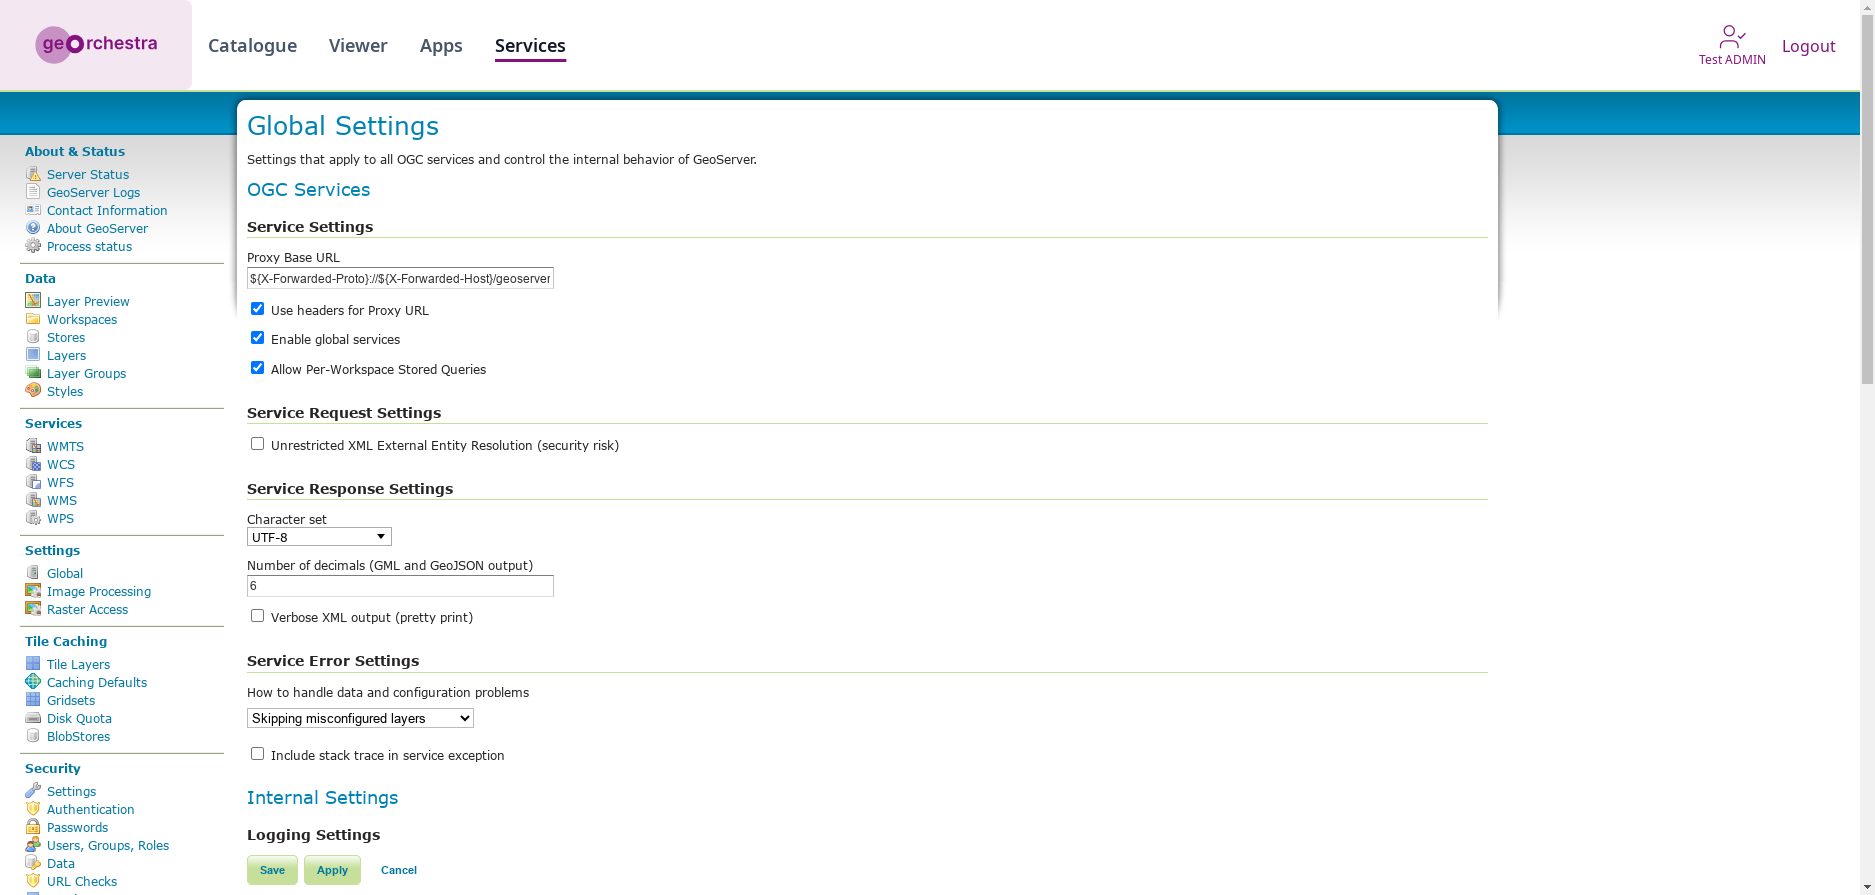 geOrchestra
Catalogue
Viewer
Apps
Services
Test ADMIN
Logout
About & Status
Server Status
GeoServer Logs
Contact Information
About GeoServer
Process status
Data
Layer Preview
Workspaces
Stores
Layers
Layer Groups
Styles
Services
WMTS
WCS
WFS
WMS
WPS
Settings
Global
Image Processing
Raster Access
Tile Caching
Tile Layers
Caching Defaults
Gridsets
Disk Quota
BlobStores
Security
Settings
Authentication
Passwords
Users, Groups, Roles
Data
URL Checks
Global Settings
Settings that apply to all OGC services and control the internal behavior of GeoServer.
OGC Services
Service Settings
Proxy Base URL
${X-Forwarded-Proto}://${X-Forwarded-Host}/geoserver
Use headers for Proxy URL
Enable global services
Allow Per-Workspace Stored Queries
Service Request Settings
Unrestricted XML External Entity Resolution (security risk)
Service Response Settings
Character set
UTF-8
Number of decimals (GML and GeoJSON output)
6
Verbose XML output (pretty print)
Service Error Settings
How to handle data and configuration problems
Skipping misconfigured layers
Include stack trace in service exception
Internal Settings
Logging Settings
Save
Apply
Cancel